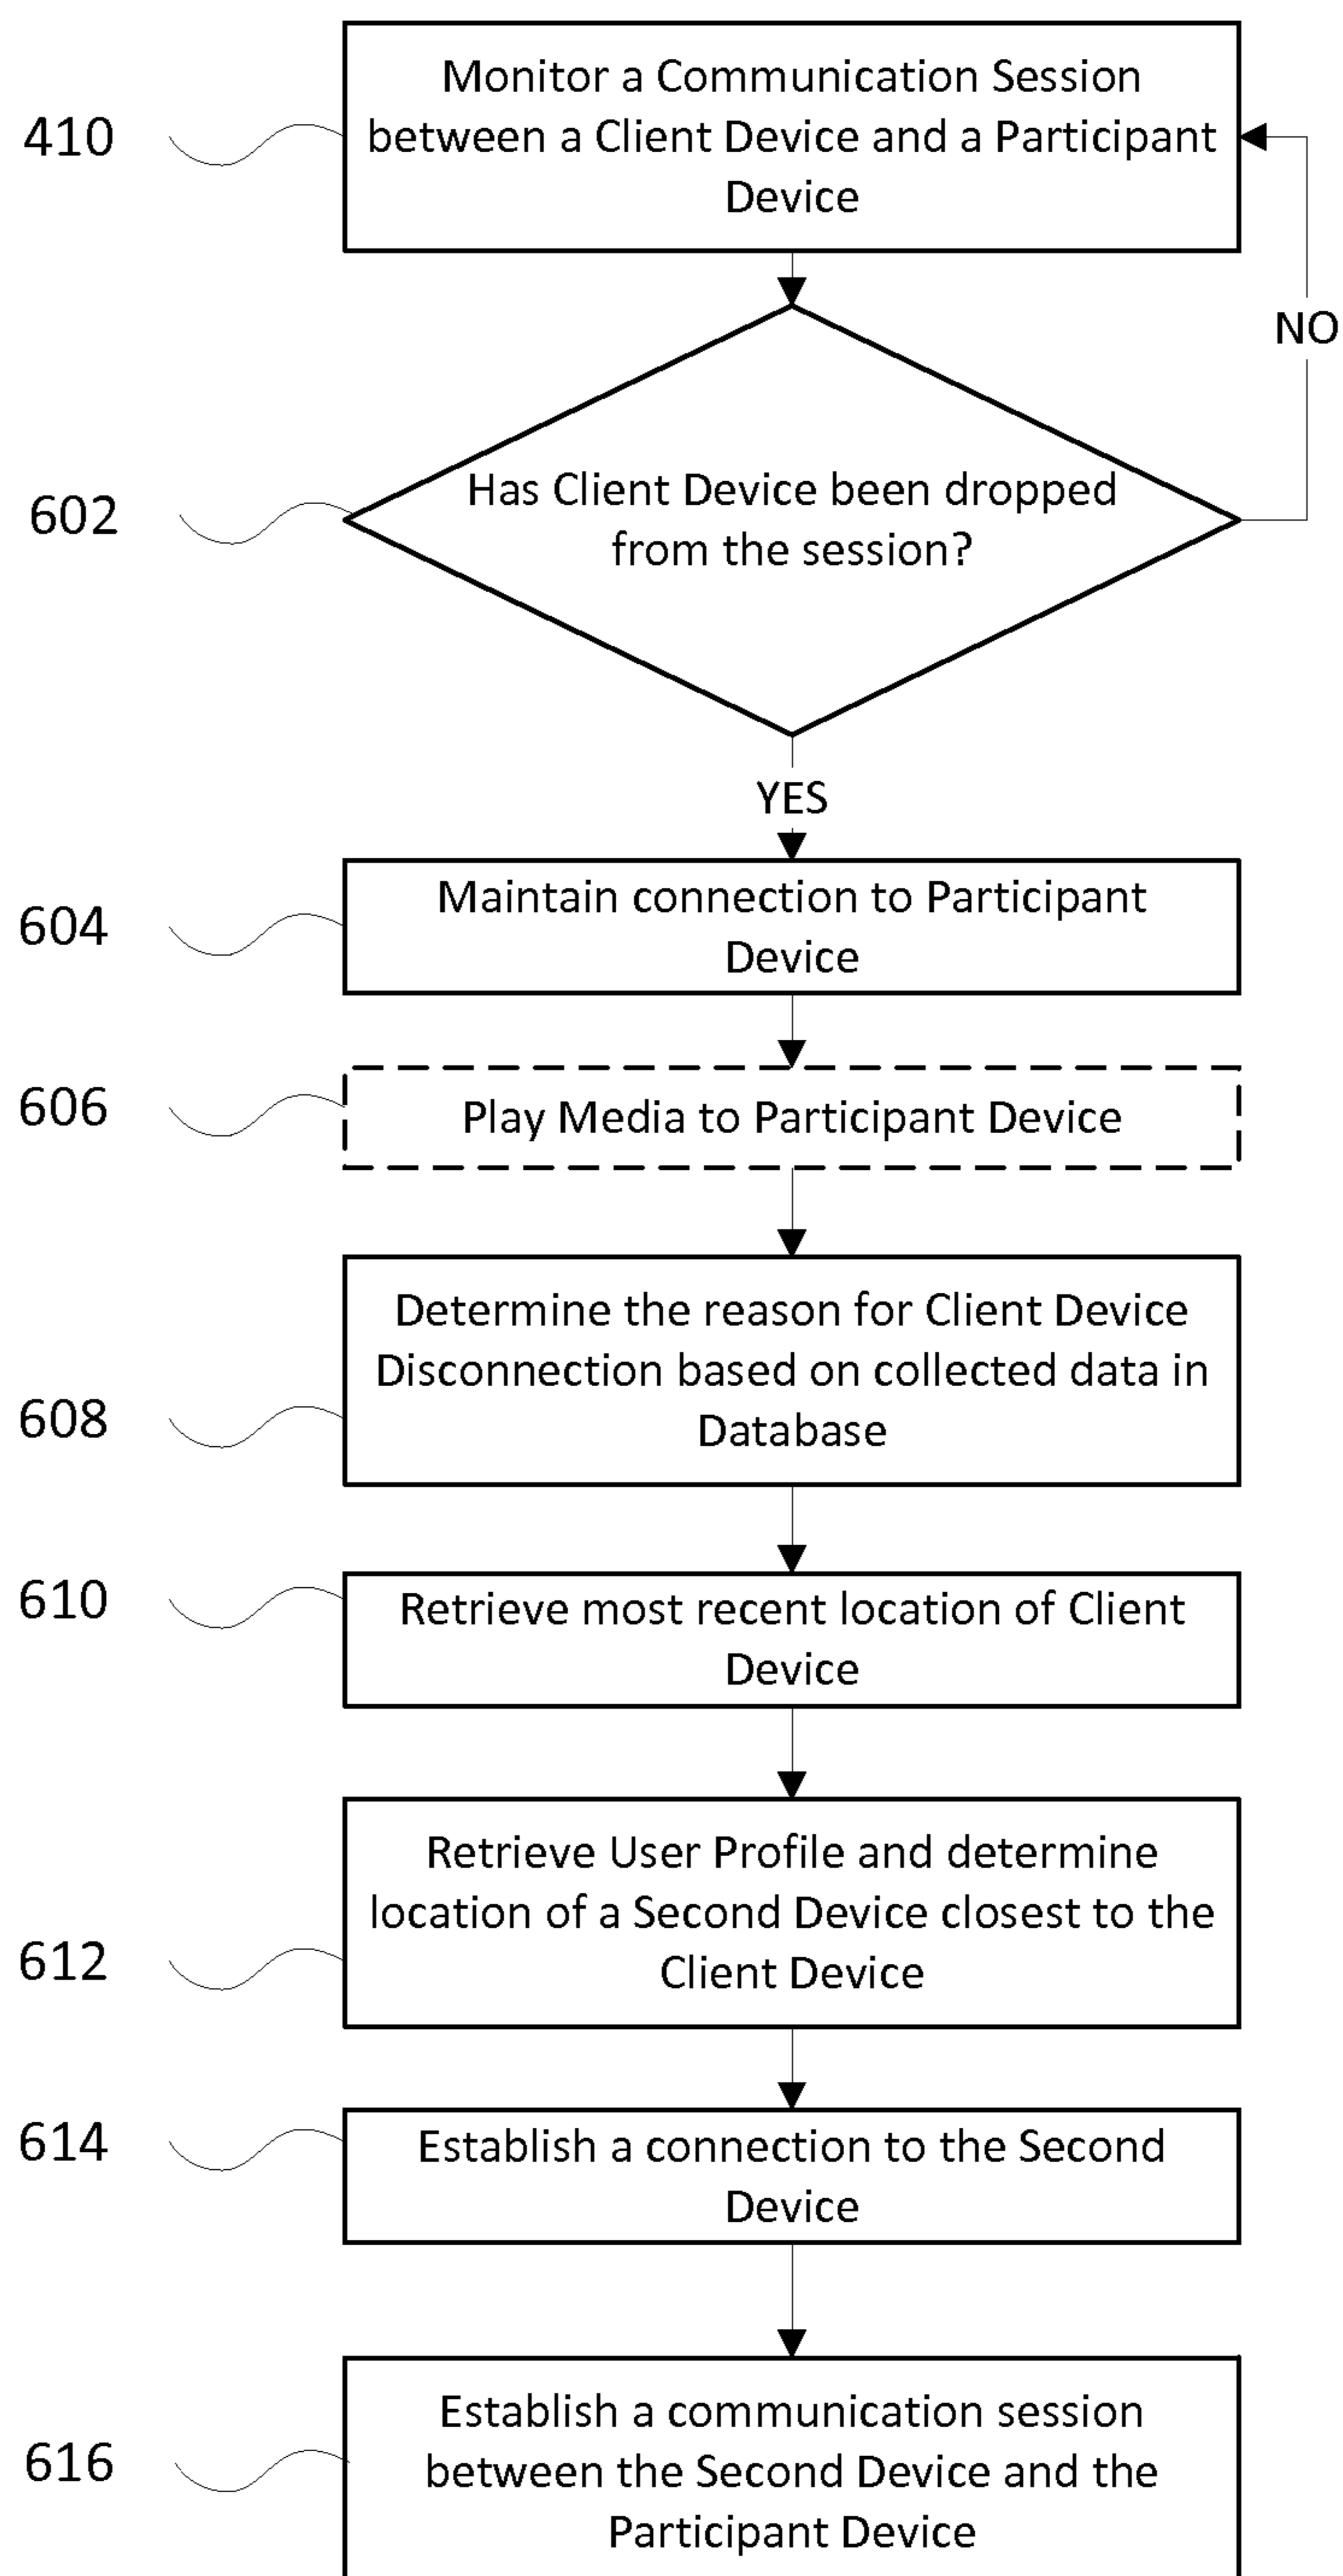 410
Monitor a Communication Session
between a Client Device and a Participant
Device
NO
602
Has Client Device been dropped
from the session?
YES
604
Maintain connection to Participant
Device
606
Play Media to Participant Device
608
Determine the reason for Client Device
Disconnection based on collected data in
Database
610
Retrieve most recent location of Client
Device
612
Retrieve User Profile and determine
location of a Second Device closest to the
Client Device
614
Establish a connection to the Second
Device
616
Establish a communication session
between the Second Device and the
Participant Device